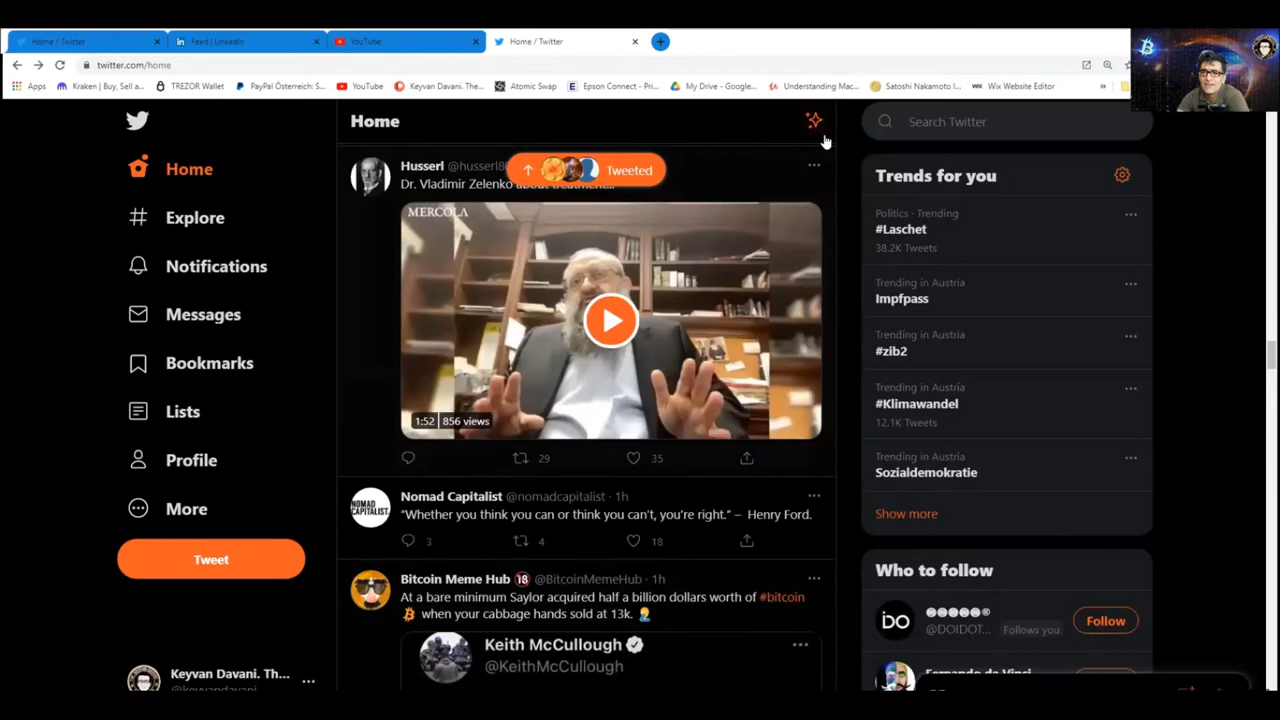 Home / Twitter
Feed | LinkedIn
YouTube
Home / Twitter
twitter.com/home
Apps
Kraken | Buy, Sell a...
TREZOR Wallet
PayPal Österreich: S...
YouTube
Keyvan Davani. The...
Atomic Swap
Epson Connect - Pri...
My Drive - Google...
Understanding Mac...
Satoshi Nakamoto I...
WIX Wix Website Editor
»
Home
Explore
Notifications
Messages
Bookmarks
Lists
Profile
More
Tweet
Keyvan Davani. Th...
@keyvandavani
Home
Tweeted
Husserl
Dr. Vladimir Zelenko about treatment...
MERCOLA
1:52 856 views
29 35
NOMAD CAPITALIST.
Nomad Capitalist @nomadcapitalist · 1h
“Whether you think you can or think you can’t, you’re right.” – Henry Ford.
3 4 18
Bitcoin Meme Hub 🔞 @BitcoinMemeHub · 1h
At a bare minimum Saylor acquired half a billion dollars worth of #bitcoin
when your cabbage hands sold at 13k.
Keith McCullough
@KeithMcCullough
Search Twitter
Trends for you
Politics · Trending
#Laschet
38.2K Tweets
Trending in Austria
Impfpass
Trending in Austria
#zib2
Trending in Austria
#Klimawandel
12.1K Tweets
Trending in Austria
Sozialdemokratie
Show more
Who to follow
@DOIDOT... Follows you
Follow
Fernando da Vinci